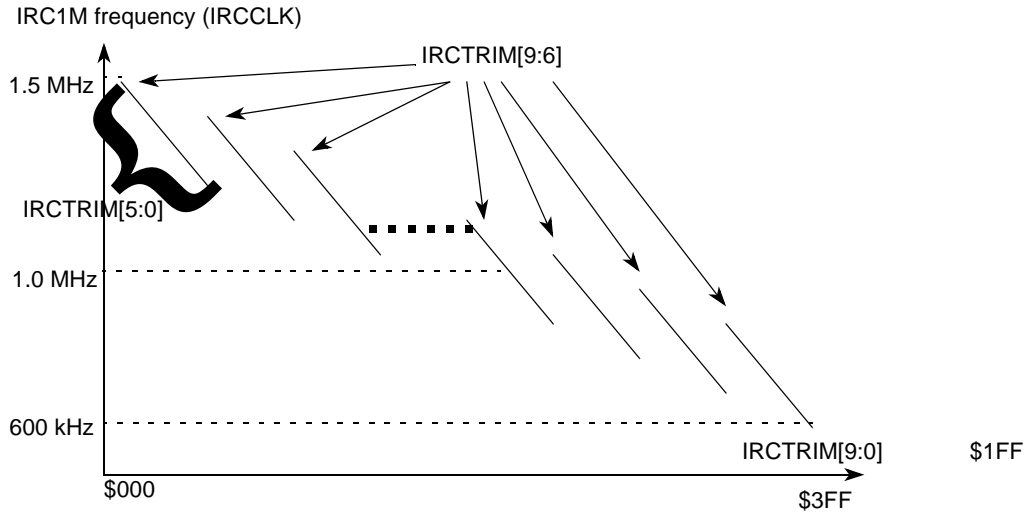 IRC1M frequency (IRCCLK)
IRCTRIM[9:6]
1.5 MHz
IRCTRIM[5:0]
1.0 MHz
600 kHz
IRCTRIM[9:0]
$1FF
$000
$3FF